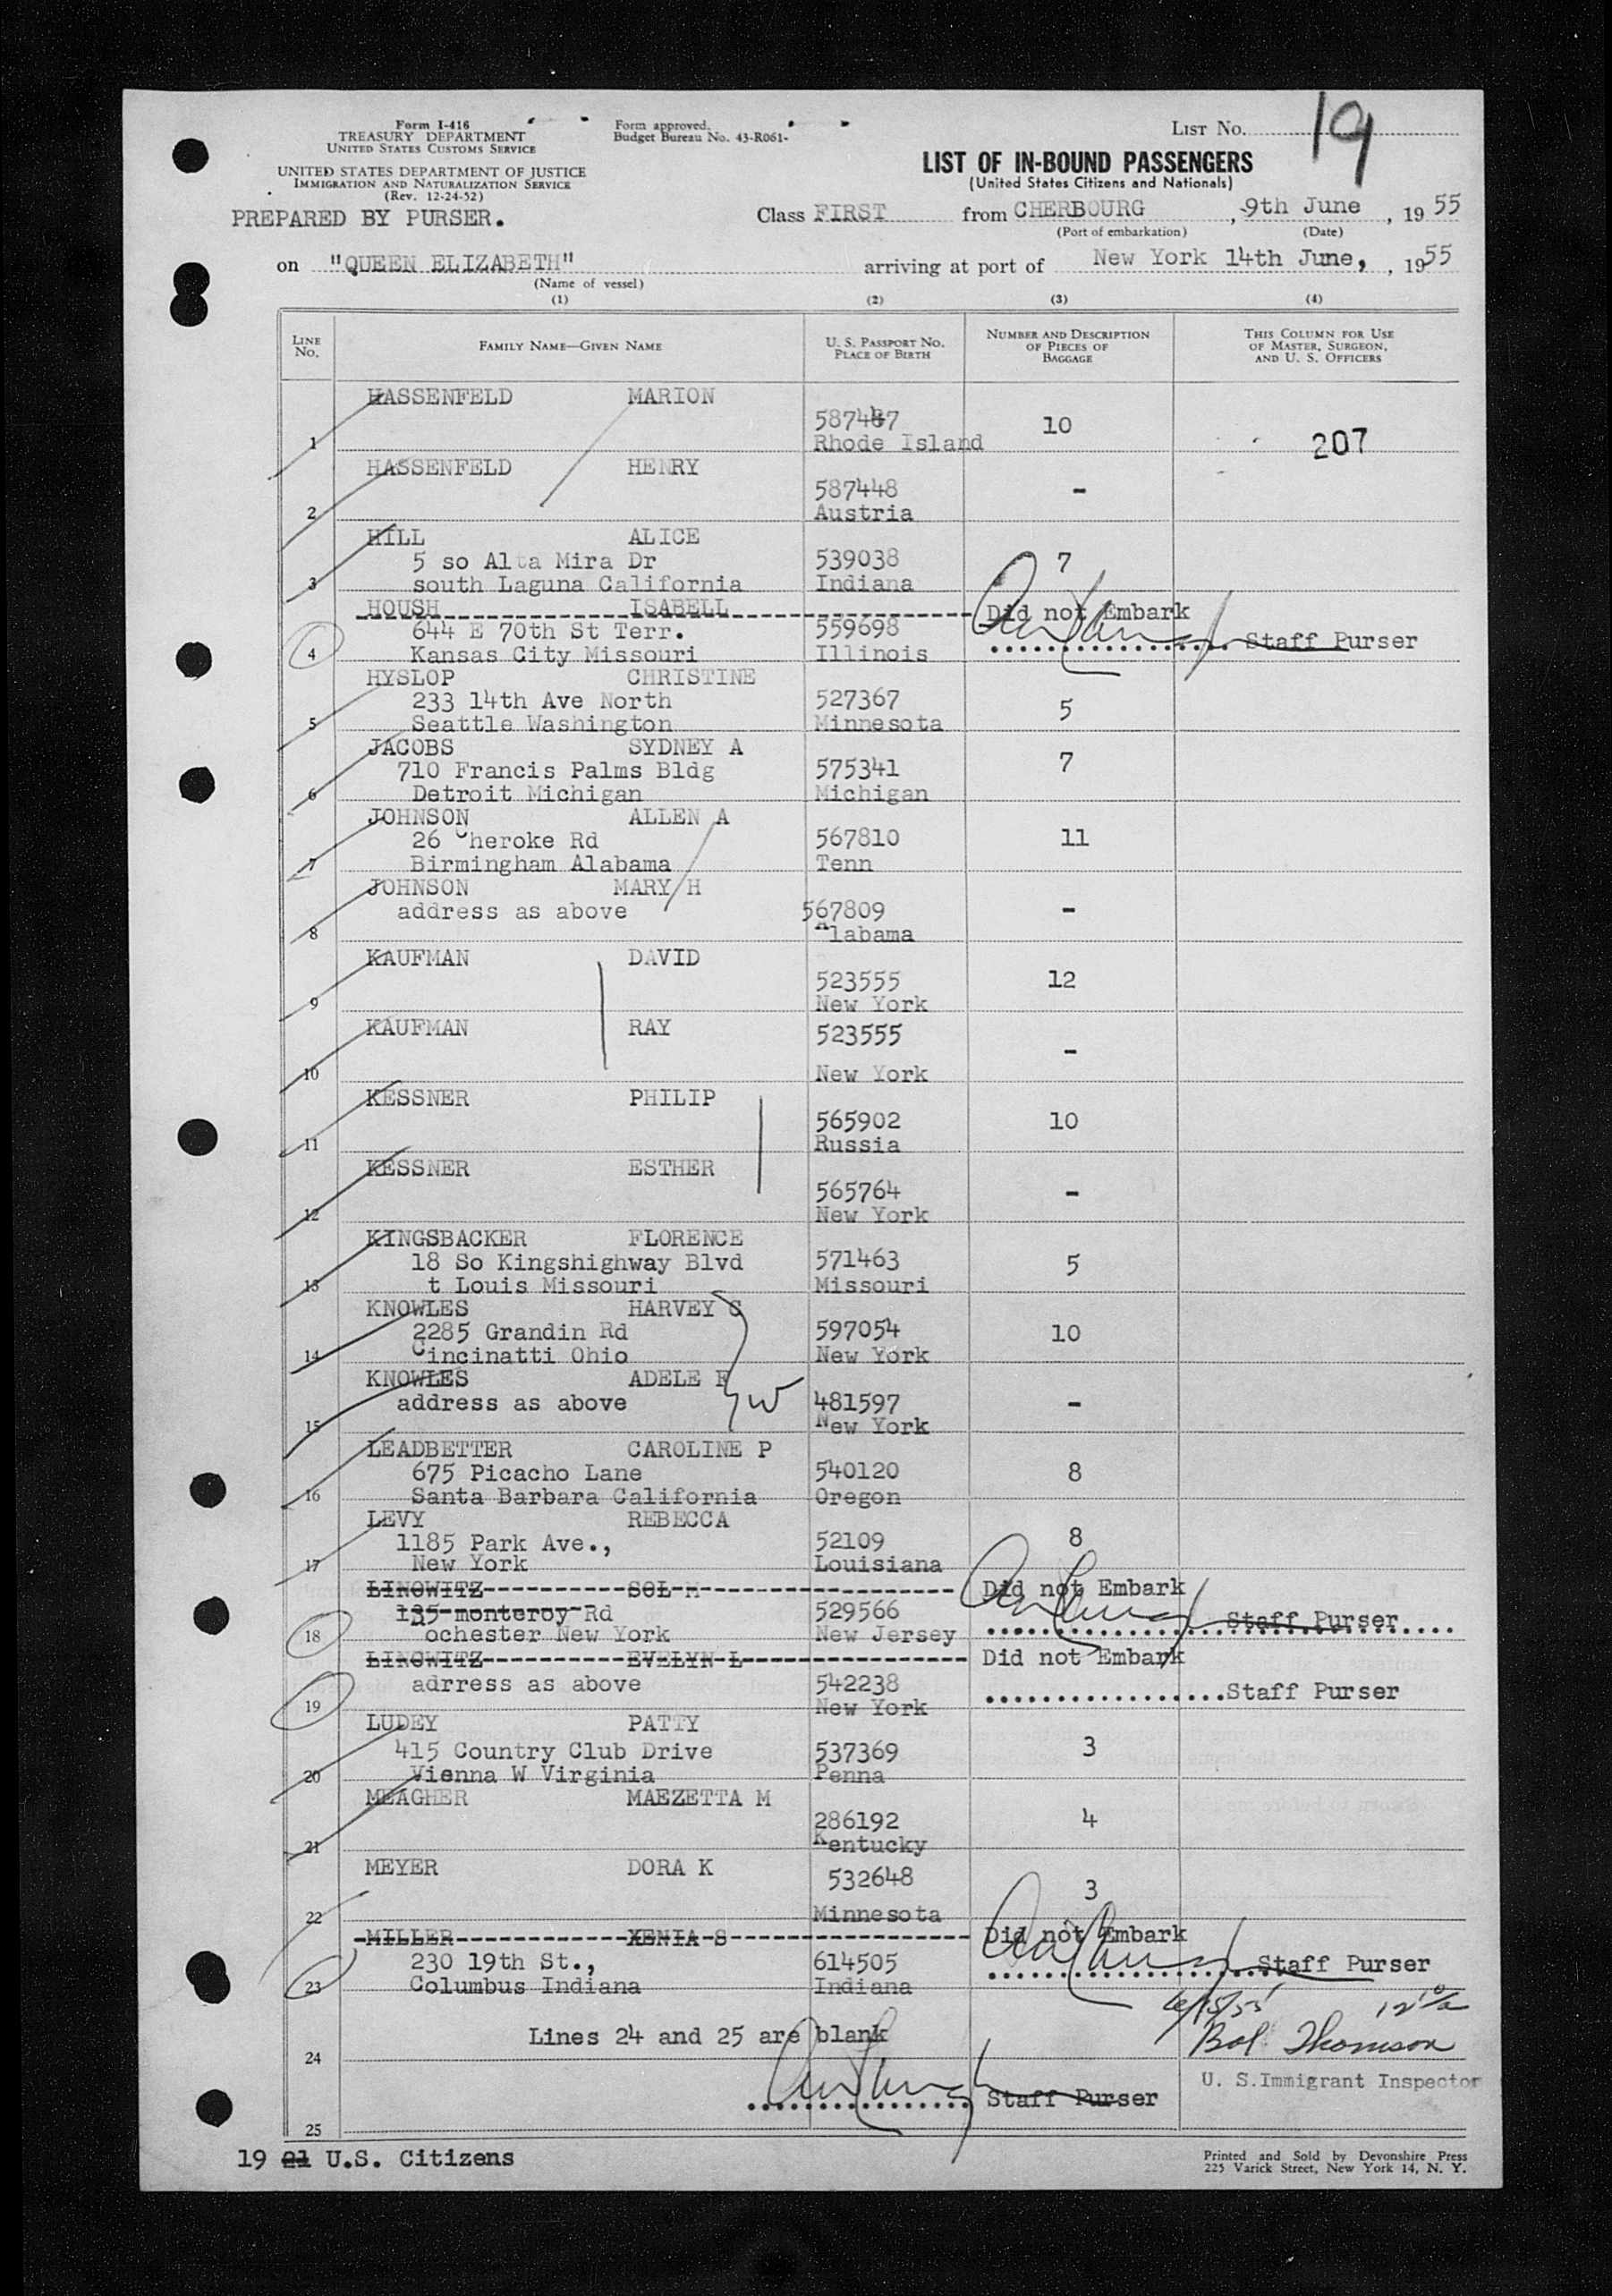 Form I-416
TREASURY DEPARTMENT
UNITED STATES CUSTOMS SERVICE
UNITED STATES DEPARTMENT OF JUSTICE
IMMIGRATION AND NATURALIZATION SERVICE
(Rev. 12-24-52)
PREPARED BY PURSER.
Form approved.
Budget Bureau No. 43-R061-
LIST No. 19
LIST OF IN-BOUND PASSENGERS
(United States Citizens and Nationals)
Class FIRST from CHERBOURG, 9th June, 1955
(Port of embarkation) (Date)
on "QUEEN ELIZABETH" arriving at port of New York 14th June, , 1955
(Name of vessel)
(1) (2) (3) (4)
LINE No. FAMILY NAME—GIVEN NAME U. S. PASSPORT NO. PLACE OF BIRTH NUMBER AND DESCRIPTION OF PIECES OF BAGGAGE THIS COLUMN FOR USE OF MASTER, SURGEON, AND U. S. OFFICERS
HASSENFELD MARION
587447 10
1 Rhode Island 207
HASSENFELD HENRY
587448 -
2 Austria
HILL ALICE
5 so Alta Mira Dr 539038 7
3 south Laguna California Indiana
HOUSH ISABELL Did not Embark
644 E 70th St Terr. 559698 Staff Purser
4 Kansas City Missouri Illinois
HYSLOP CHRISTINE
233 14th Ave North 527367 5
5 Seattle Washington Minnesota
JACOBS SYDNEY A
710 Francis Palms Bldg 575341 7
6 Detroit Michigan Michigan
JOHNSON ALLEN A
26 Cheroke Rd 567810 11
7 Birmingham Alabama Tenn
JOHNSON MARY H
address as above 567809 -
8 Alabama
KAUFMAN DAVID
523555 12
9 New York
KAUFMAN RAY
523555 -
10 New York
KESSNER PHILIP
565902 10
11 Russia
KESSNER ESTHER
565764 -
12 New York
KINGSBACKER FLORENCE
18 So Kingshighway Blvd 571463 5
13 t Louis Missouri Missouri
KNOWLES HARVEY C
2285 Grandin Rd 597054 10
14 Cincinatti Ohio New York
KNOWLES ADELE F
address as above 481597 -
15 New York
LEADBETTER CAROLINE P
675 Picacho Lane 540120 8
16 Santa Barbara California Oregon
LEVY REBECCA
1185 Park Ave., 52109 8
17 New York Louisiana
LINOWITZ SOL M Did not Embark
135 monteroy Rd 529566 Staff Purser
18 ochester New York New Jersey
LINOWITZ EVELYN L Did not Embark
adrress as above 542238 Staff Purser
19 New York
LUDEY PATTY
415 Country Club Drive 537369 3
20 Vienna W Virginia Penna
MEAGHER MAEZETTA M
286192 4
21 Kentucky
MEYER DORA K
532648 3
22 Minnesota
MILLER XENIA S Did not Embark
230 19th St., 614505 Staff Purser
23 Columbus Indiana Indiana
6/15/55
Lines 24 and 25 are blank
Thomson
24
U. S.Immigrant Inspector
Staff Purser
25
19 21 U.S. Citizens
Printed and Sold by Devonshire Press
225 Varick Street, New York 14, N. Y.